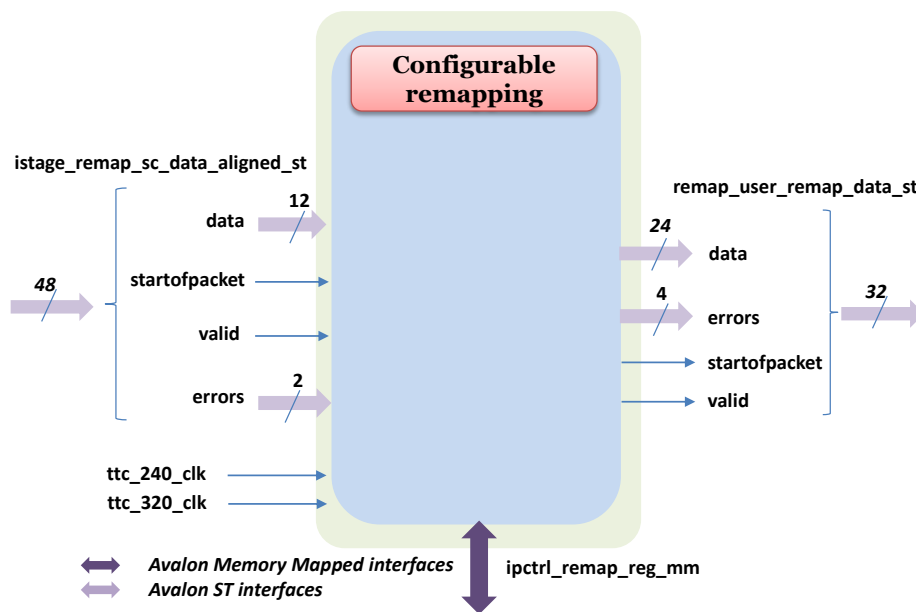 Configurable
remapping
istage_remap_sc_data_aligned_st
remap_user_remap_data_st
12
data
24
data
startofpacket
48
4
errors
32
valid
startofpacket
2
errors
valid
ttc_240_clk
ttc_320_clk
Avalon Memory Mapped interfaces
ipctrl_remap_reg_mm
Avalon ST interfaces